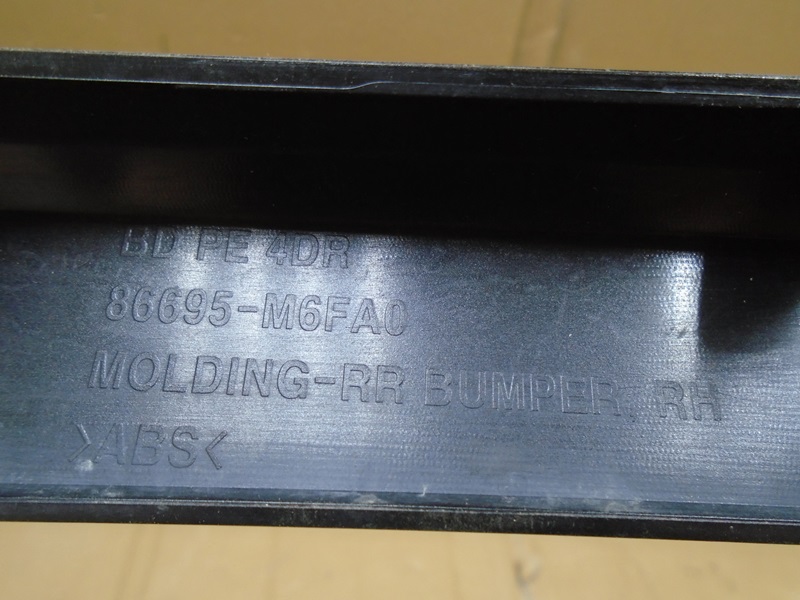 BD PE 4DR
86695-M6FA0
MOLDING-RR BUMPER, RH
>ABS<